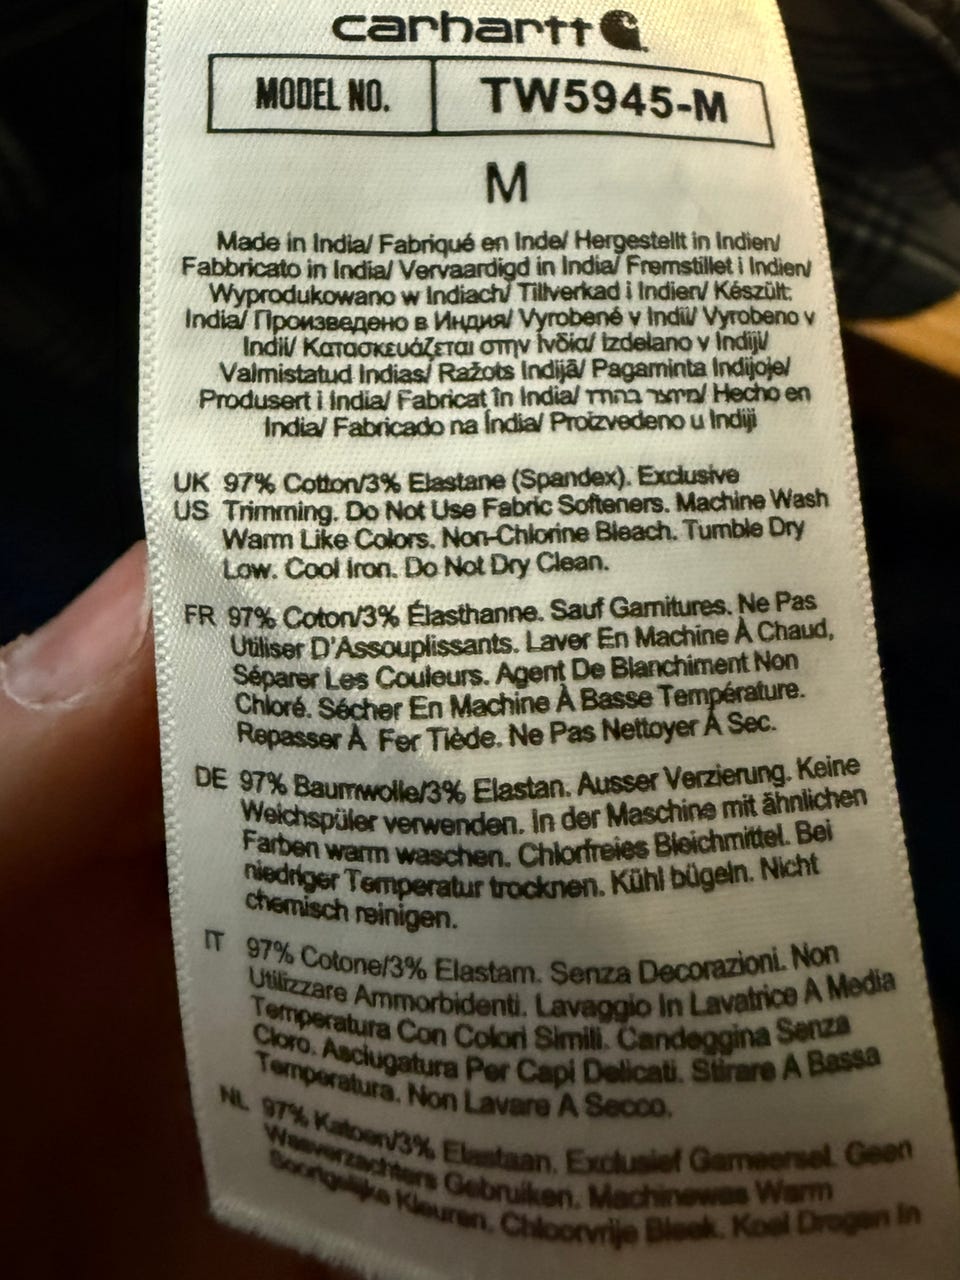 carhartt
MODEL NO. TW5945-M
M
Made in India/ Fabriqué en Inde/ Hergestellt in Indien/
Fabbricato in India/ Vervaardigd in India/ Fremstillet i Indien/
Wyprodukowano w Indiach/ Tillverkad i Indien/ Készült:
India/ Произведено в Индия/ Vyrobené v Indii/ Vyrobeno v
Indii/ Κατασκευάζεται στην Ινδία/ Izdelano v Indiji/
Valmistatud Indias/ Ražots Indijā/ Pagaminta Indijoje/
Produsert i India/ Fabricat în India/ מיוצר בהודו/ Hecho en
India/ Fabricado na Índia/ Proizvedeno u Indiji
UK 97% Cotton/3% Elastane (Spandex). Exclusive
US Trimming. Do Not Use Fabric Softeners. Machine Wash
Warm Like Colors. Non-Chlorine Bleach. Tumble Dry
Low. Cool Iron. Do Not Dry Clean.
FR 97% Coton/3% Élasthanne. Sauf Garnitures. Ne Pas
Utiliser D'Assouplissants. Laver En Machine À Chaud,
Séparer Les Couleurs. Agent De Blanchiment Non
Chloré. Sécher En Machine À Basse Température.
Repasser À Fer Tiède. Ne Pas Nettoyer À Sec.
DE 97% Baumwolle/3% Elastan. Ausser Verzierung. Keine
Weichspüler verwenden. In der Maschine mit ähnlichen
Farben warm waschen. Chlorfreies Bleichmittel. Bei
niedriger Temperatur trocknen. Kühl bügeln. Nicht
chemisch reinigen.
IT 97% Cotone/3% Elastam. Senza Decorazioni. Non
Utilizzare Ammorbidenti. Lavaggio In Lavatrice A Media
Temperatura Con Colori Simili. Candeggina Senza
Cloro. Asciugatura Per Capi Delicati. Stirare A Bassa
Temperatura. Non Lavare A Secco.
NL 97% Katoen/3% Elastaan. Exclusief Garneersel. Geen
Wasverzachters Gebruiken. Machinewas Warm
Soortgelijke Kleuren. Chloorvrije Bleek. Koel Drogen In